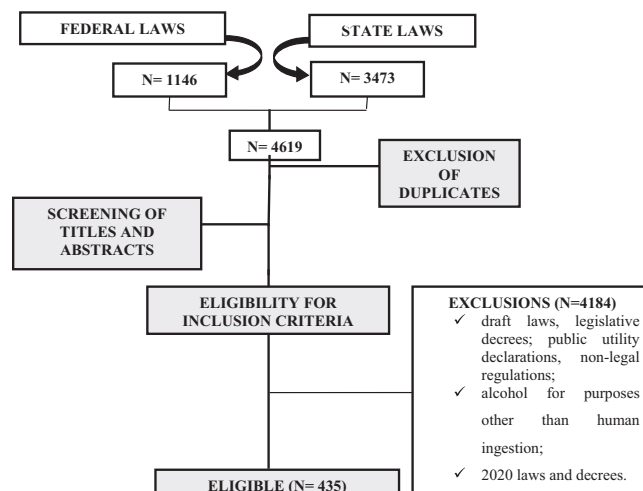 FEDERAL LAWS
STATE LAWS
N= 1146
N= 3473
N= 4619
EXCLUSION
OF
DUPLICATES
SCREENING OF
TITLES AND
ABSTRACTS
ELIGIBILITY FOR
INCLUSION CRITERIA
EXCLUSIONS (N=4184)
✓ draft laws, legislative
decrees; public utility
declarations, non-legal
regulations;
✓ alcohol for purposes
other than human
ingestion;
✓ 2020 laws and decrees.
ELIGIBLE (N= 435)